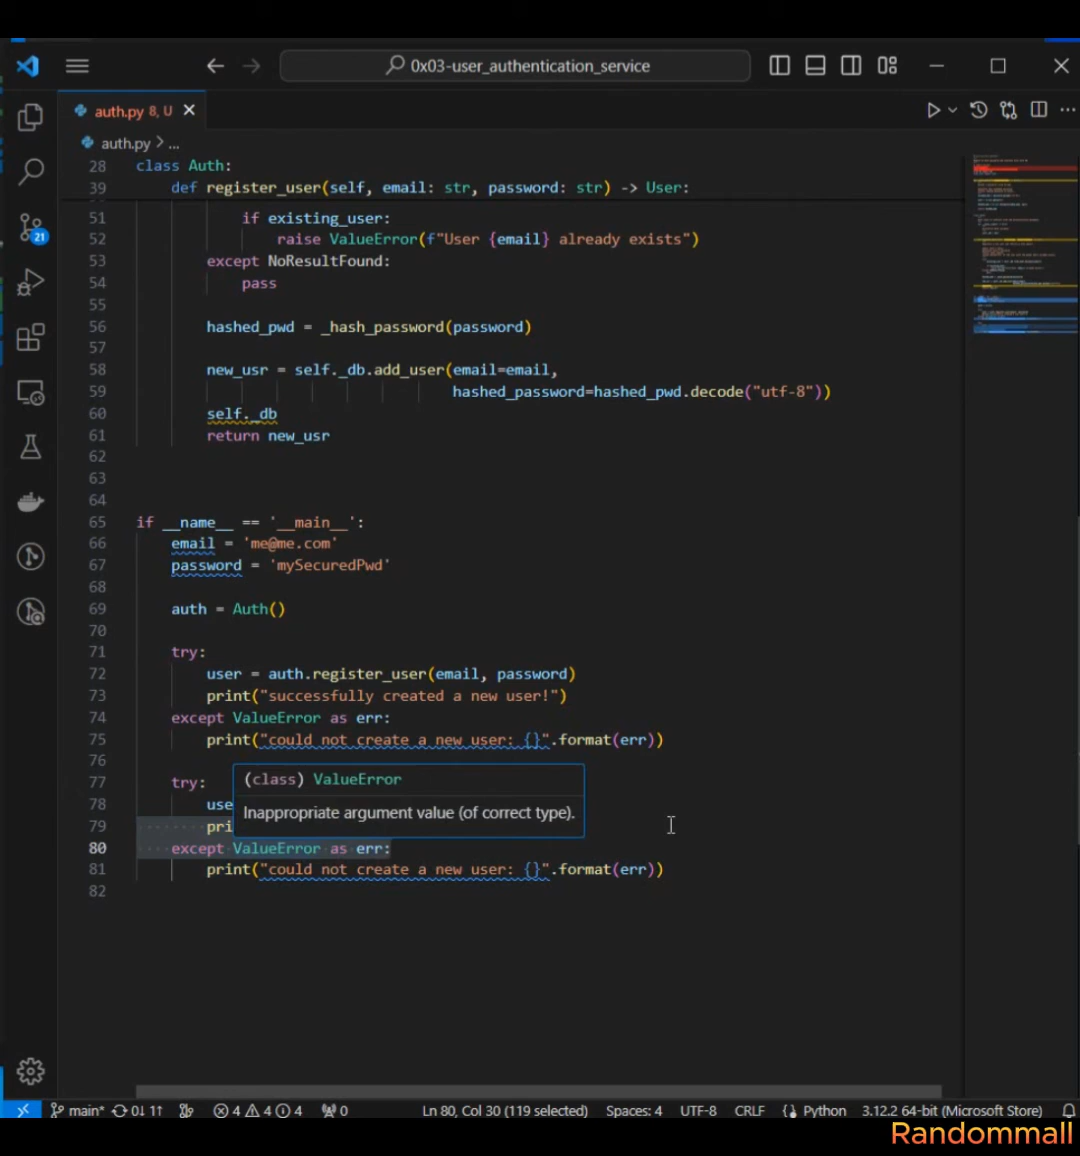 0x03-user_authentication_service
auth.py 8, U
auth.py > ...
28 class Auth:
39 def register_user(self, email: str, password: str) -> User:
51 if existing_user:
52 raise ValueError(f"User {email} already exists")
53 except NoResultFound:
54 pass
55
56 hashed_pwd = _hash_password(password)
57
58 new_usr = self._db.add_user(email=email,
59 hashed_password=hashed_pwd.decode("utf-8"))
60 self._db
61 return new_usr
62
63
64
65 if __name__ == '__main__':
66 email = 'me@me.com'
67 password = 'mySecuredPwd'
68
69 auth = Auth()
70
71 try:
72 user = auth.register_user(email, password)
73 print("successfully created a new user!")
74 except ValueError as err:
75 print("could not create a new user: {}".format(err))
76
77 try:
(class) ValueError
78 use
Inappropriate argument value (of correct type).
79 pri
80 except ValueError as err:
81 print("could not create a new user: {}".format(err))
82
21
main* 0↓ 1↑ 4 4 4 0 Ln 80, Col 30 (119 selected) Spaces: 4 UTF-8 CRLF Python 3.12.2 64-bit (Microsoft Store)
Randommall